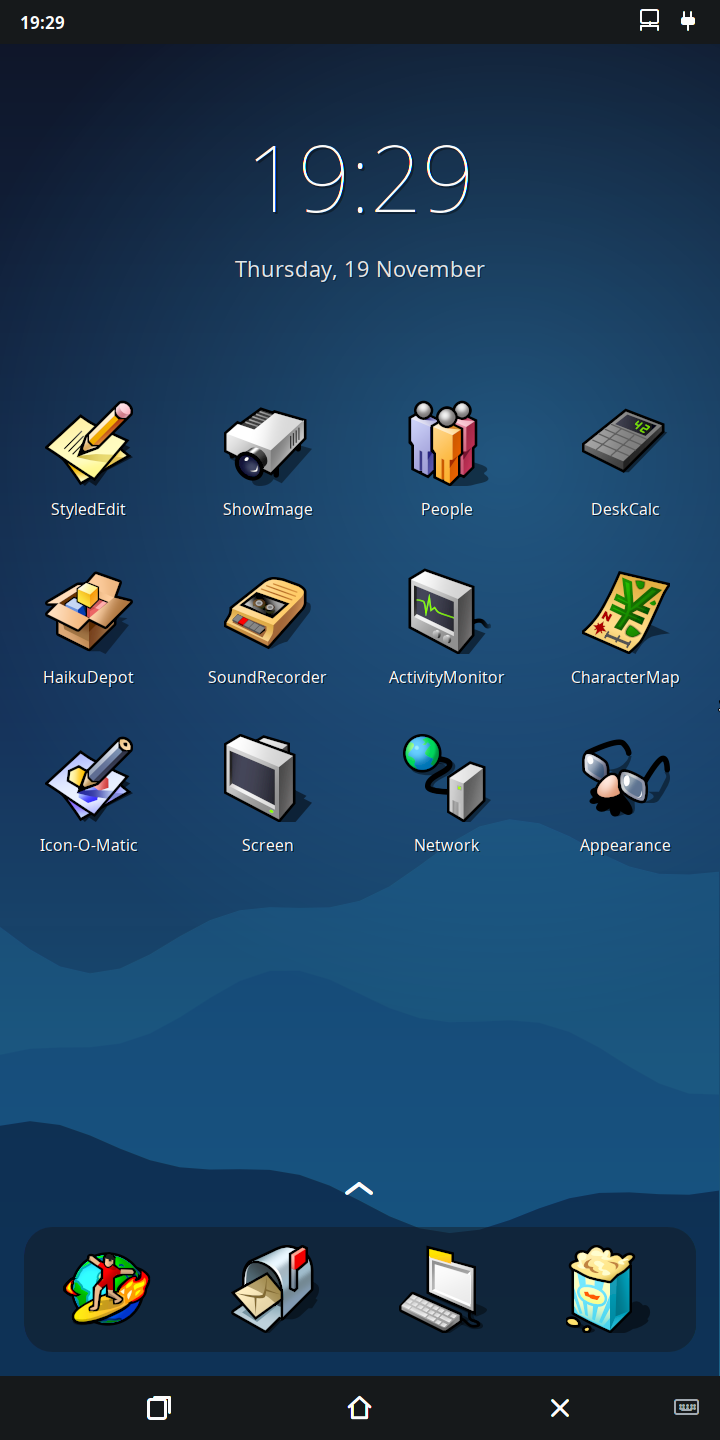 19:29
19:29
Thursday, 19 November
StyledEdit
ShowImage
People
DeskCalc
HaikuDepot
SoundRecorder
ActivityMonitor
CharacterMap
Icon-O-Matic
Screen
Network
Appearance